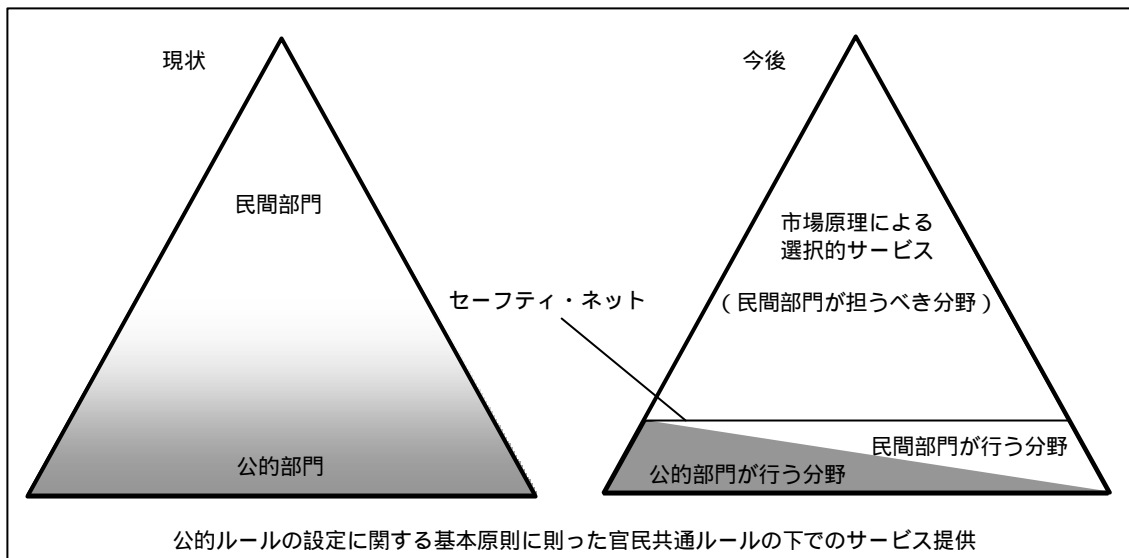 現状
民間部門
公的部門
今後
市場原理による
選択的サービス
（民間部門が担うべき分野）
セーフティ・ネット
民間部門が行う分野
公的部門が行う分野
公的ルールの設定に関する基本原則に則った官民共通ルールの下でのサービス提供